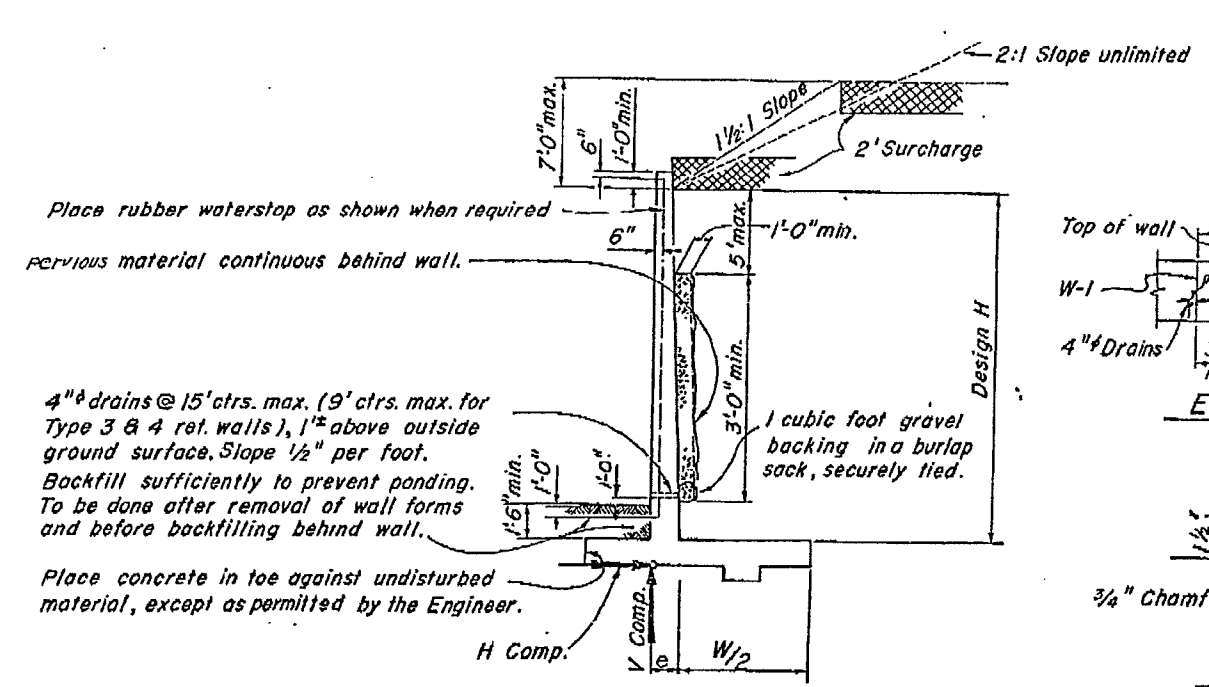 2:1 Slope unlimited
7'-0" max.
6"
1'-0" min.
1½:1 Slope
2' Surcharge
Place rubber waterstop as shown when required
6"
5' max.
1'-0" min.
Pervious material continuous behind wall.
Design H
3'-0" min.
4"ϕ drains @ 15' ctrs. max. (9' ctrs. max. for
Type 3 & 4 ret. walls), 1'± above outside
ground surface. Slope ½" per foot.
1 cubic foot gravel
backing in a burlap
sack, securely tied.
Backfill sufficiently to prevent ponding.
To be done after removal of wall forms
and before backfilling behind wall.
1'-6" min.
1'-0"
1'-0"
Place concrete in toe against undisturbed
material, except as permitted by the Engineer.
H Comp.
V Comp.
e
W/2
Top of wall
W-1
4"ϕ Drains
E
1½"
3/4" Chamf